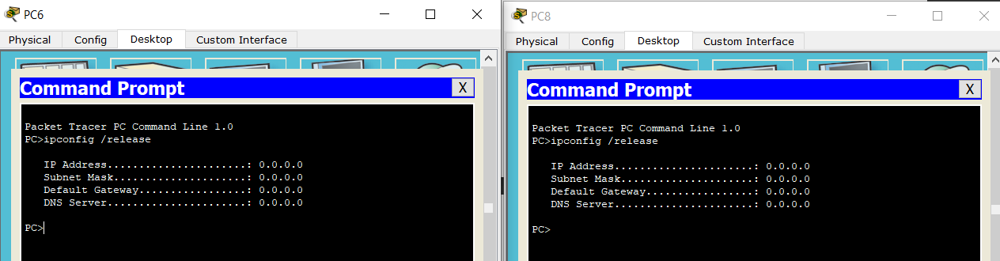 PC6
Physical Config Desktop Custom Interface
Command Prompt X
Packet Tracer PC Command Line 1.0
PC>ipconfig /release
IP Address......................: 0.0.0.0
Subnet Mask.....................: 0.0.0.0
Default Gateway.................: 0.0.0.0
DNS Server......................: 0.0.0.0
PC>
PC8
Physical Config Desktop Custom Interface
Command Prompt X
Packet Tracer PC Command Line 1.0
PC>ipconfig /release
IP Address......................: 0.0.0.0
Subnet Mask.....................: 0.0.0.0
Default Gateway.................: 0.0.0.0
DNS Server......................: 0.0.0.0
PC>